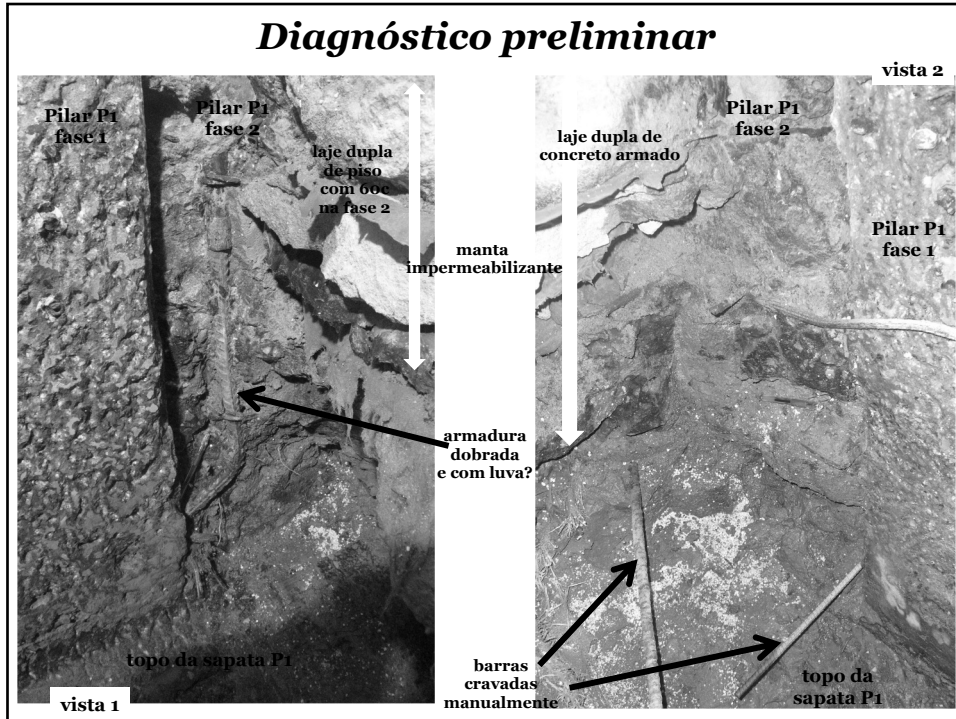 Diagnóstico preliminar
vista 2
Pilar P1
fase 1
Pilar P1
fase 2
laje dupla
de piso
com 60c
na fase 2
manta
impermeabilizante
armadura
dobrada
e com luva?
topo da sapata P1
vista 1
Pilar P1
fase 2
laje dupla de
concreto armado
Pilar P1
fase 1
barras
cravadas
manualmente
topo da
sapata P1